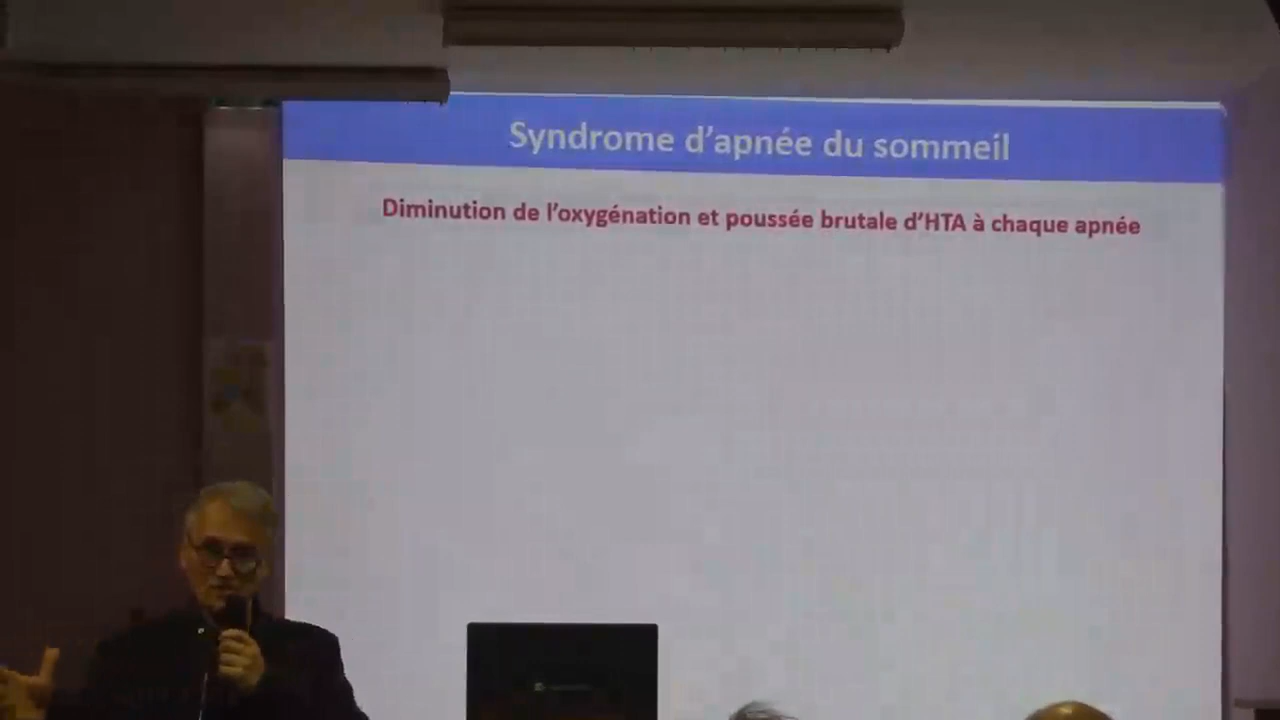 Syndrome d'apnée du sommeil
Diminution de l'oxygénation et poussée brutale d'HTA à chaque apnée